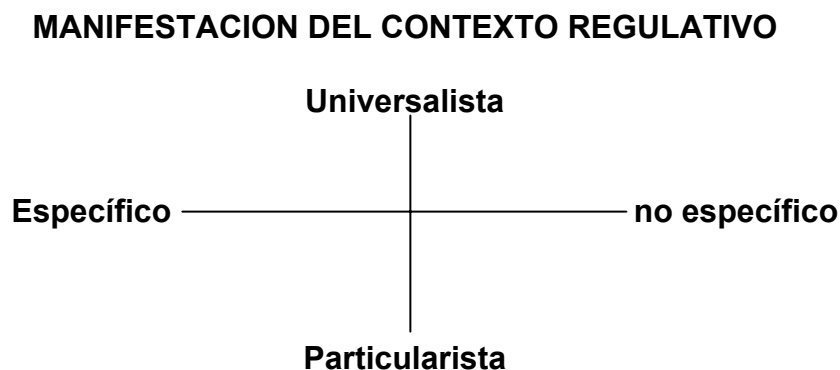 MANIFESTACION DEL CONTEXTO REGULATIVO
Universalista
Específico
no específico
Particularista